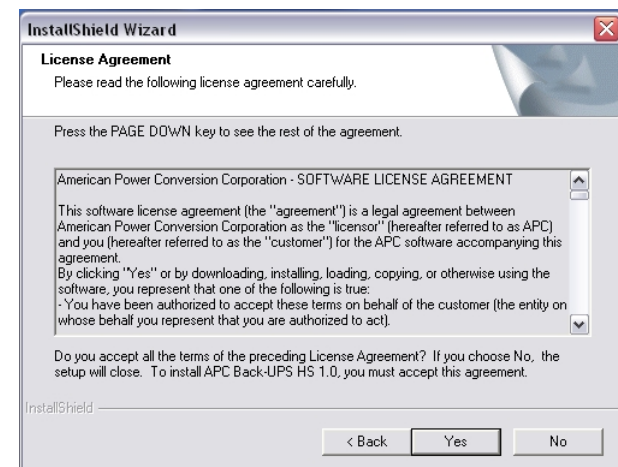 InstallShield Wizard
License Agreement
Please read the following license agreement carefully.
Press the PAGE DOWN key to see the rest of the agreement.
American Power Conversion Corporation - SOFTWARE LICENSE AGREEMENT
This software license agreement (the "agreement") is a legal agreement between
American Power Conversion Corporation as the "licensor" (hereafter referred to as APC)
and you (hereafter referred to as the "customer") for the APC software accompanying this
agreement.
By clicking "Yes" or by downloading, installing, loading, copying, or otherwise using the
software, you represent that one of the following is true:
- You have been authorized to accept these terms on behalf of the customer (the entity on
whose behalf you represent that you are authorized to act).
Do you accept all the terms of the preceding License Agreement? If you choose No, the
setup will close. To install APC Back-UPS HS 1.0, you must accept this agreement.
InstallShield
< Back Yes No